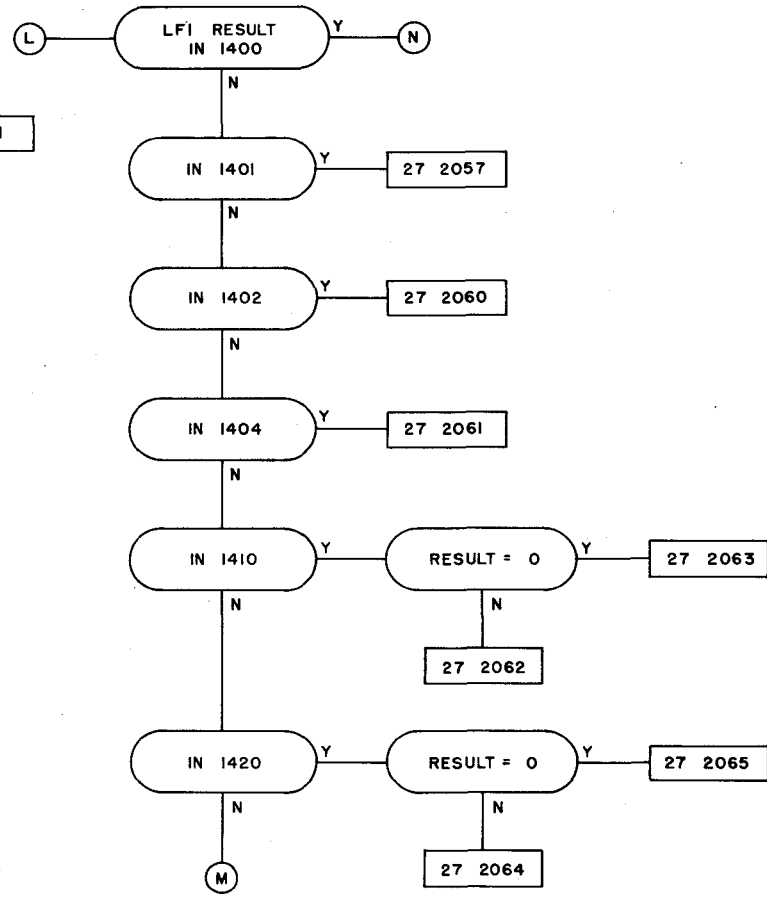 L
LFI RESULT
IN 1400
Y
N
N
IN 1401
Y
27 2057
N
IN 1402
Y
27 2060
N
IN 1404
Y
27 2061
N
IN 1410
Y
RESULT = 0
Y
27 2063
N
N
27 2062
IN 1420
Y
RESULT = 0
Y
27 2065
N
N
M
27 2064